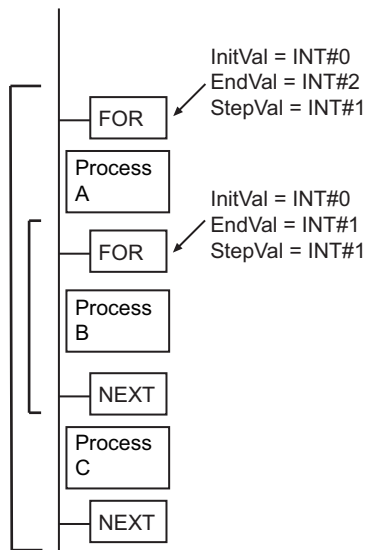 InitVal = INT#0
EndVal = INT#2
StepVal = INT#1
FOR
Process
A
InitVal = INT#0
EndVal = INT#1
StepVal = INT#1
FOR
Process
B
NEXT
Process
C
NEXT